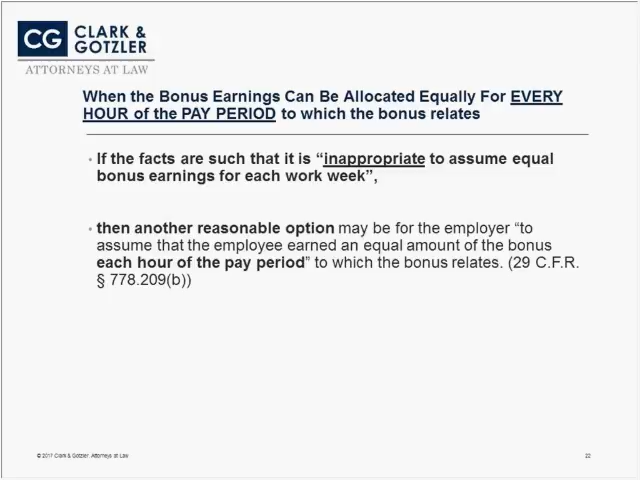 CG CLARK &
GOTZLER
ATTORNEYS AT LAW
When the Bonus Earnings Can Be Allocated Equally For EVERY
HOUR of the PAY PERIOD to which the bonus relates
• If the facts are such that it is “inappropriate to assume equal
bonus earnings for each work week”,
• then another reasonable option may be for the employer “to
assume that the employee earned an equal amount of the bonus
each hour of the pay period” to which the bonus relates. (29 C.F.R.
§ 778.209(b))
© 2017 Clark & Gotzler, Attorneys at Law
22